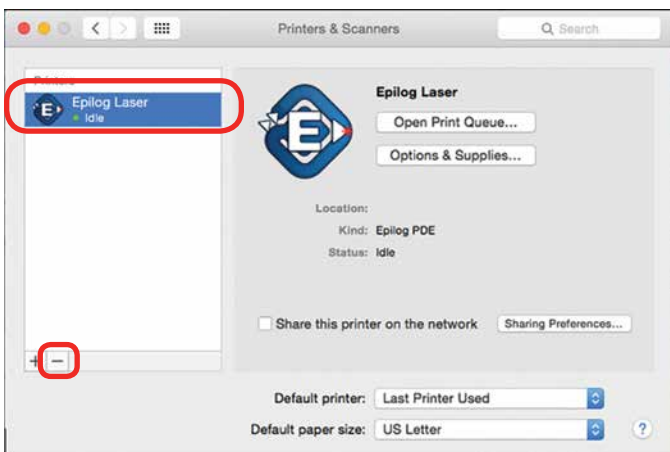 Printers & Scanners
Search
Printers
Epilog Laser
Idle
Epilog Laser
Open Print Queue...
Options & Supplies...
Location:
Kind: Epilog PDE
Status: Idle
Share this printer on the network
Sharing Preferences...
+ −
Default printer: Last Printer Used
Default paper size: US Letter
?